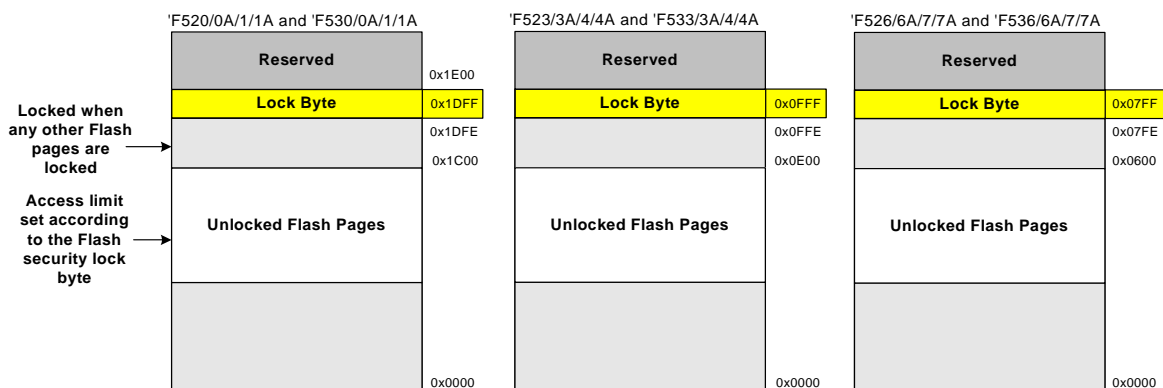 'F520/0A/1/1A and 'F530/0A/1/1A
Reserved
0x1E00
Lock Byte
0x1DFF
0x1DFE
0x1C00
Unlocked Flash Pages
0x0000
Locked when
any other Flash
pages are
locked
Access limit
set according
to the Flash
security lock
byte
'F523/3A/4/4A and 'F533/3A/4/4A
Reserved
Lock Byte
0x0FFF
0x0FFE
0x0E00
Unlocked Flash Pages
0x0000
'F526/6A/7/7A and 'F536/6A/7/7A
Reserved
Lock Byte
0x07FF
0x07FE
0x0600
Unlocked Flash Pages
0x0000